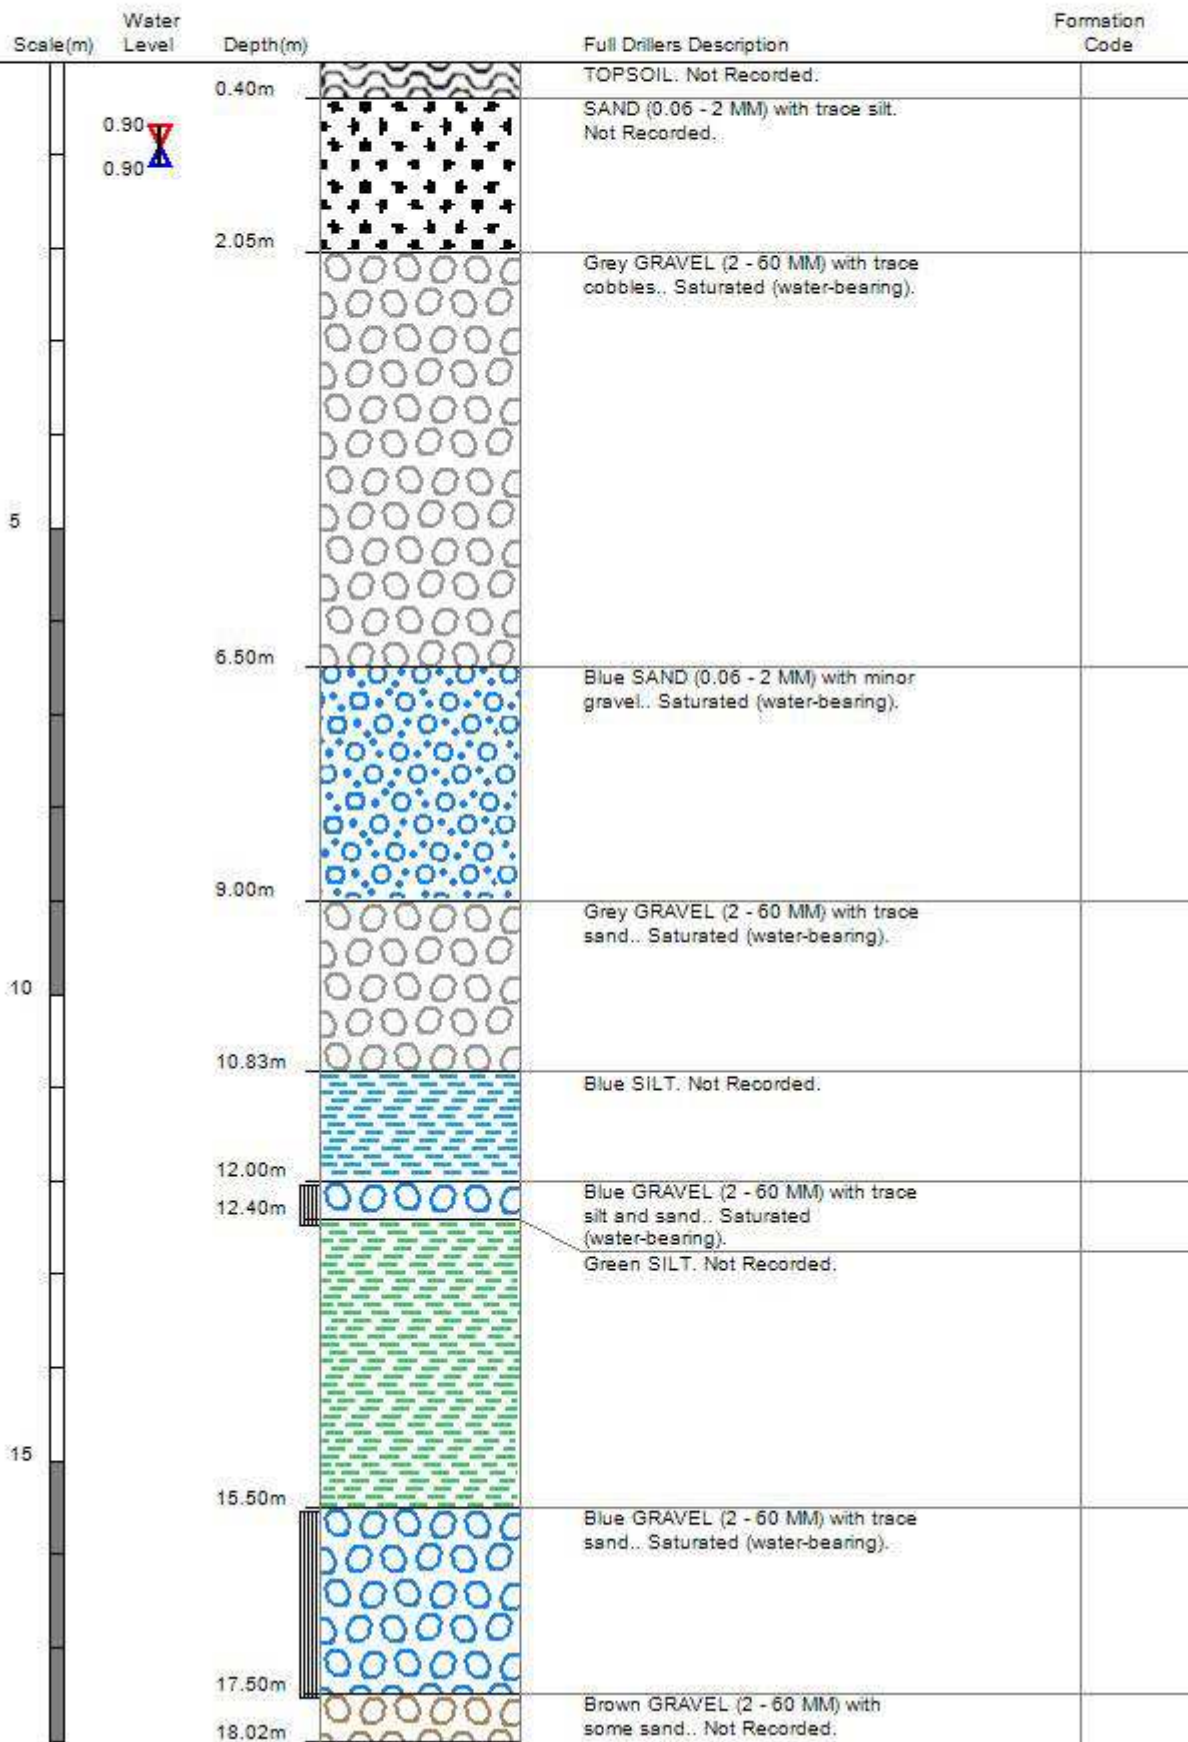 Scale(m) Water Level Depth(m) Full Drillers Description Formation Code
0.40m TOPSOIL. Not Recorded.
SAND (0.06 - 2 MM) with trace silt.
Not Recorded.
0.90
0.90
2.05m
Grey GRAVEL (2 - 60 MM) with trace
cobbles.. Saturated (water-bearing).
5
6.50m
Blue SAND (0.06 - 2 MM) with minor
gravel.. Saturated (water-bearing).
9.00m
Grey GRAVEL (2 - 60 MM) with trace
sand.. Saturated (water-bearing).
10
10.83m
Blue SILT. Not Recorded.
12.00m
Blue GRAVEL (2 - 60 MM) with trace
12.40m silt and sand.. Saturated
(water-bearing).
Green SILT. Not Recorded.
15
15.50m
Blue GRAVEL (2 - 60 MM) with trace
sand.. Saturated (water-bearing).
17.50m
Brown GRAVEL (2 - 60 MM) with
18.02m some sand.. Not Recorded.